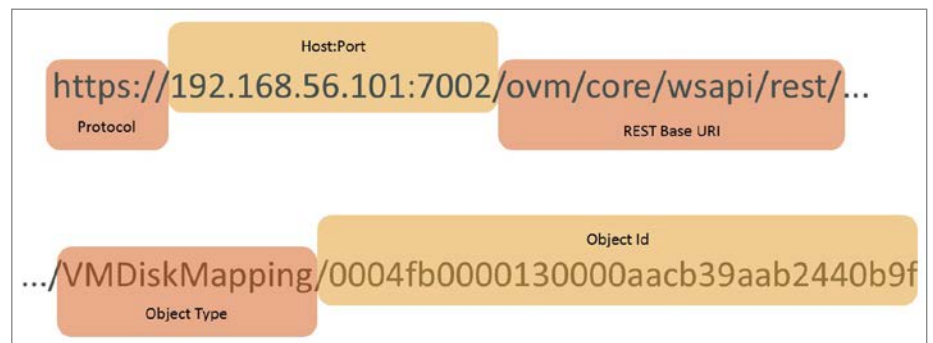 Host:Port
https://192.168.56.101:7002/ovm/core/wsapi/rest/...
Protocol
REST Base URI
Object Id
.../VMDiskMapping/0004fb0000130000aacb39aab2440b9f
Object Type